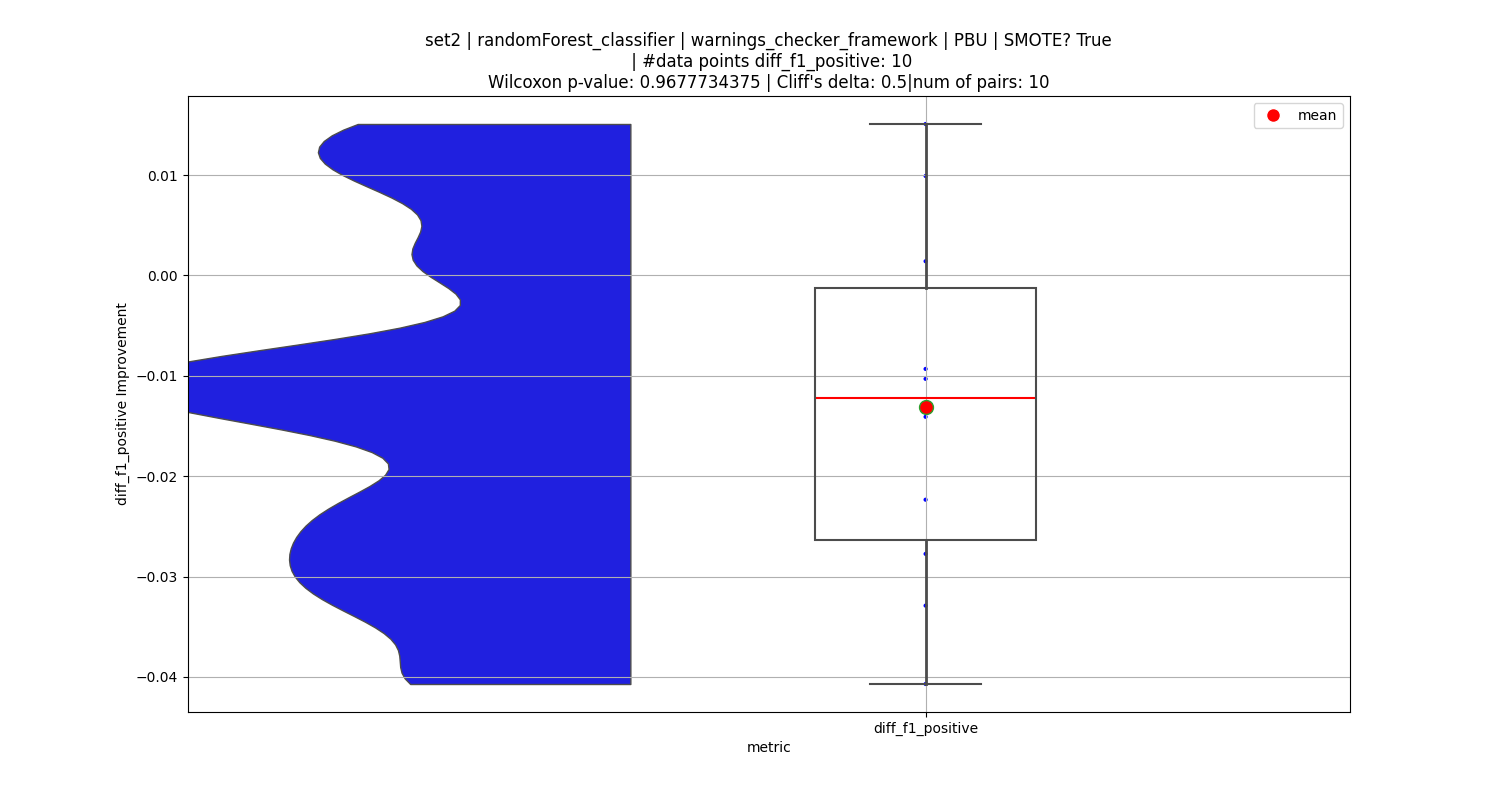 set2 | randomForest_classifier | warnings_checker_framework | PBU | SMOTE? True
| #data points diff_f1_positive: 10
Wilcoxon p-value: 0.9677734375 | Cliff's delta: 0.5|num of pairs: 10
mean
0.01
0.00
−0.01
−0.02
−0.03
−0.04
diff_f1_positive Improvement
diff_f1_positive
metric